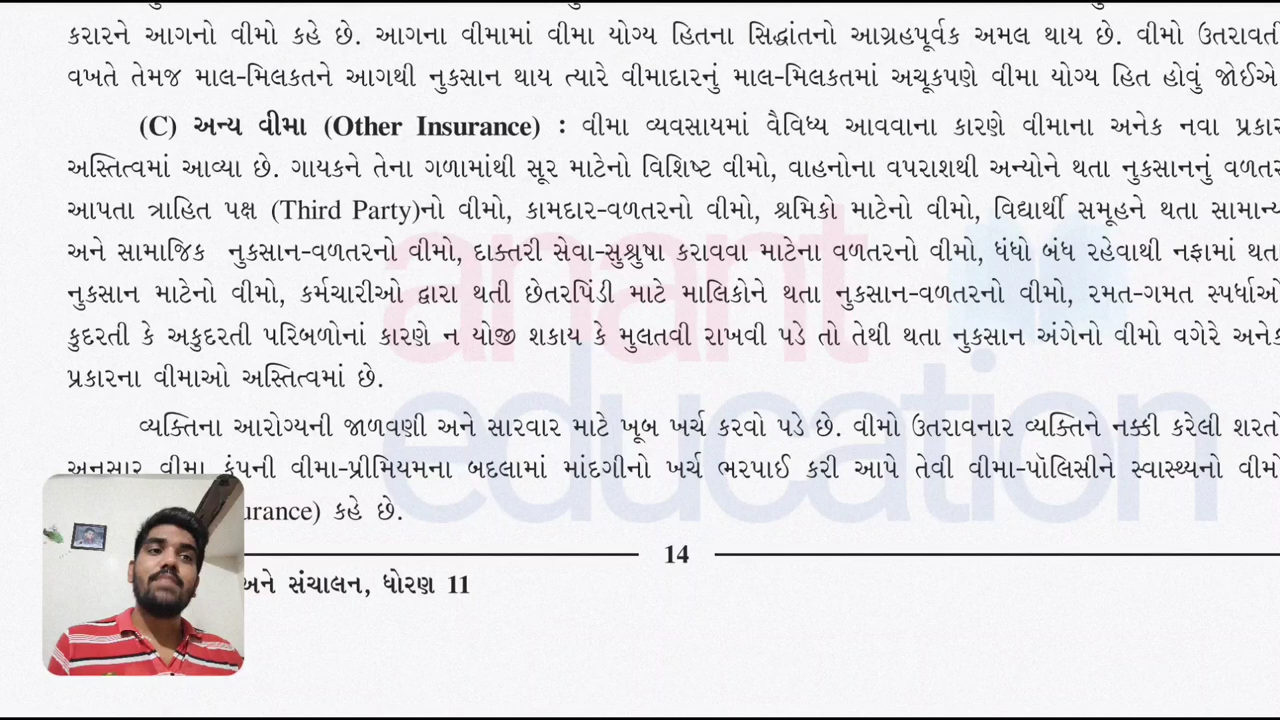 કરારને આગનો વીમો કહે છે. આગના વીમામાં વીમા યોગ્ય હિતના સિદ્ધાંતનો આગ્રહપૂર્વક અમલ થાય છે. વીમો ઉતરાવતી
વખતે તેમજ માલ-મિલકતને આગથી નુકસાન થાય ત્યારે વીમાદારનું માલ-મિલકતમાં અચૂકપણે વીમા યોગ્ય હિત હોવું જોઈએ
(C) અન્ય વીમા (Other Insurance) : વીમા વ્યવસાયમાં વૈવિધ્ય આવવાના કારણે વીમાના અનેક નવા પ્રકાર
અસ્તિત્વમાં આવ્યા છે. ગાયકને તેના ગળામાંથી સૂર માટેનો વિશિષ્ટ વીમો, વાહનોના વપરાશથી અન્યોને થતા નુકસાનનું વળતર
આપતા ત્રાહિત પક્ષ (Third Party)નો વીમો, કામદાર-વળતરનો વીમો, શ્રમિકો માટેનો વીમો, વિદ્યાર્થી સમૂહને થતા સામાન્ય
અને સામાજિક નુકસાન-વળતરનો વીમો, દાક્તરી સેવા-સુશ્રુષા કરાવવા માટેના વળતરનો વીમો, ધંધો બંધ રહેવાથી નફામાં થતા
નુકસાન માટેનો વીમો, કર્મચારીઓ દ્વારા થતી છેતરપિંડી માટે માલિકોને થતા નુકસાન-વળતરનો વીમો, રમત-ગમત સ્પર્ધાઓ
કુદરતી કે અકુદરતી પરિબળોનાં કારણે ન યોજી શકાય કે મુલતવી રાખવી પડે તો તેથી થતા નુકસાન અંગેનો વીમો વગેરે અનેક
પ્રકારના વીમાઓ અસ્તિત્વમાં છે.
વ્યક્તિના આરોગ્યની જાળવણી અને સારવાર માટે ખૂબ ખર્ચ કરવો પડે છે. વીમો ઉતરાવનાર વ્યક્તિને નક્કી કરેલી શરતો
અનુસાર વીમા કંપની વીમા-પ્રીમિયમના બદલામાં માંદગીનો ખર્ચ ભરપાઈ કરી આપે તેવી વીમા-પૉલિસીને સ્વાસ્થ્યનો વીમો
urance) કહે છે.
14
અને સંચાલન, ધોરણ 11
anant
education